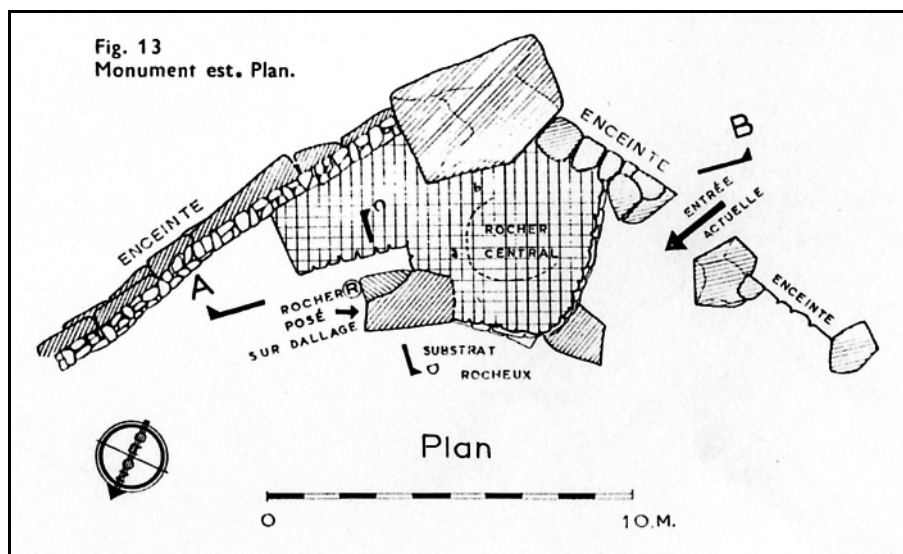 Fig. 13
Monument est. Plan.
ENCEINTE
ENCEINTE
B
ENTRÉE
ACTUELLE
ENCEINTE
A
C
b
a
ROCHER
CENTRAL
R
ROCHER
POSÉ
SUR DALLAGE
D
SUBSTRAT
ROCHEUX
NORD
Plan
0
10.M.